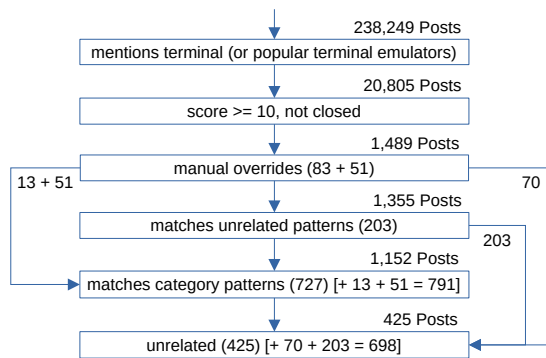 238,249 Posts
mentions terminal (or popular terminal emulators)
20,805 Posts
score >= 10, not closed
1,489 Posts
manual overrides (83 + 51)
13 + 51
70
1,355 Posts
matches unrelated patterns (203)
203
1,152 Posts
matches category patterns (727) [+ 13 + 51 = 791]
425 Posts
unrelated (425) [+ 70 + 203 = 698]